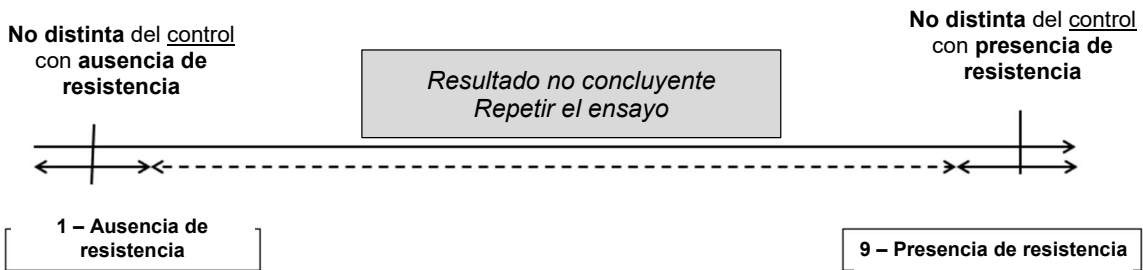 No distinta del control
con ausencia de
resistencia
No distinta del control
con presencia de
resistencia
Resultado no concluyente
Repetir el ensayo
1 – Ausencia de
resistencia
9 – Presencia de resistencia